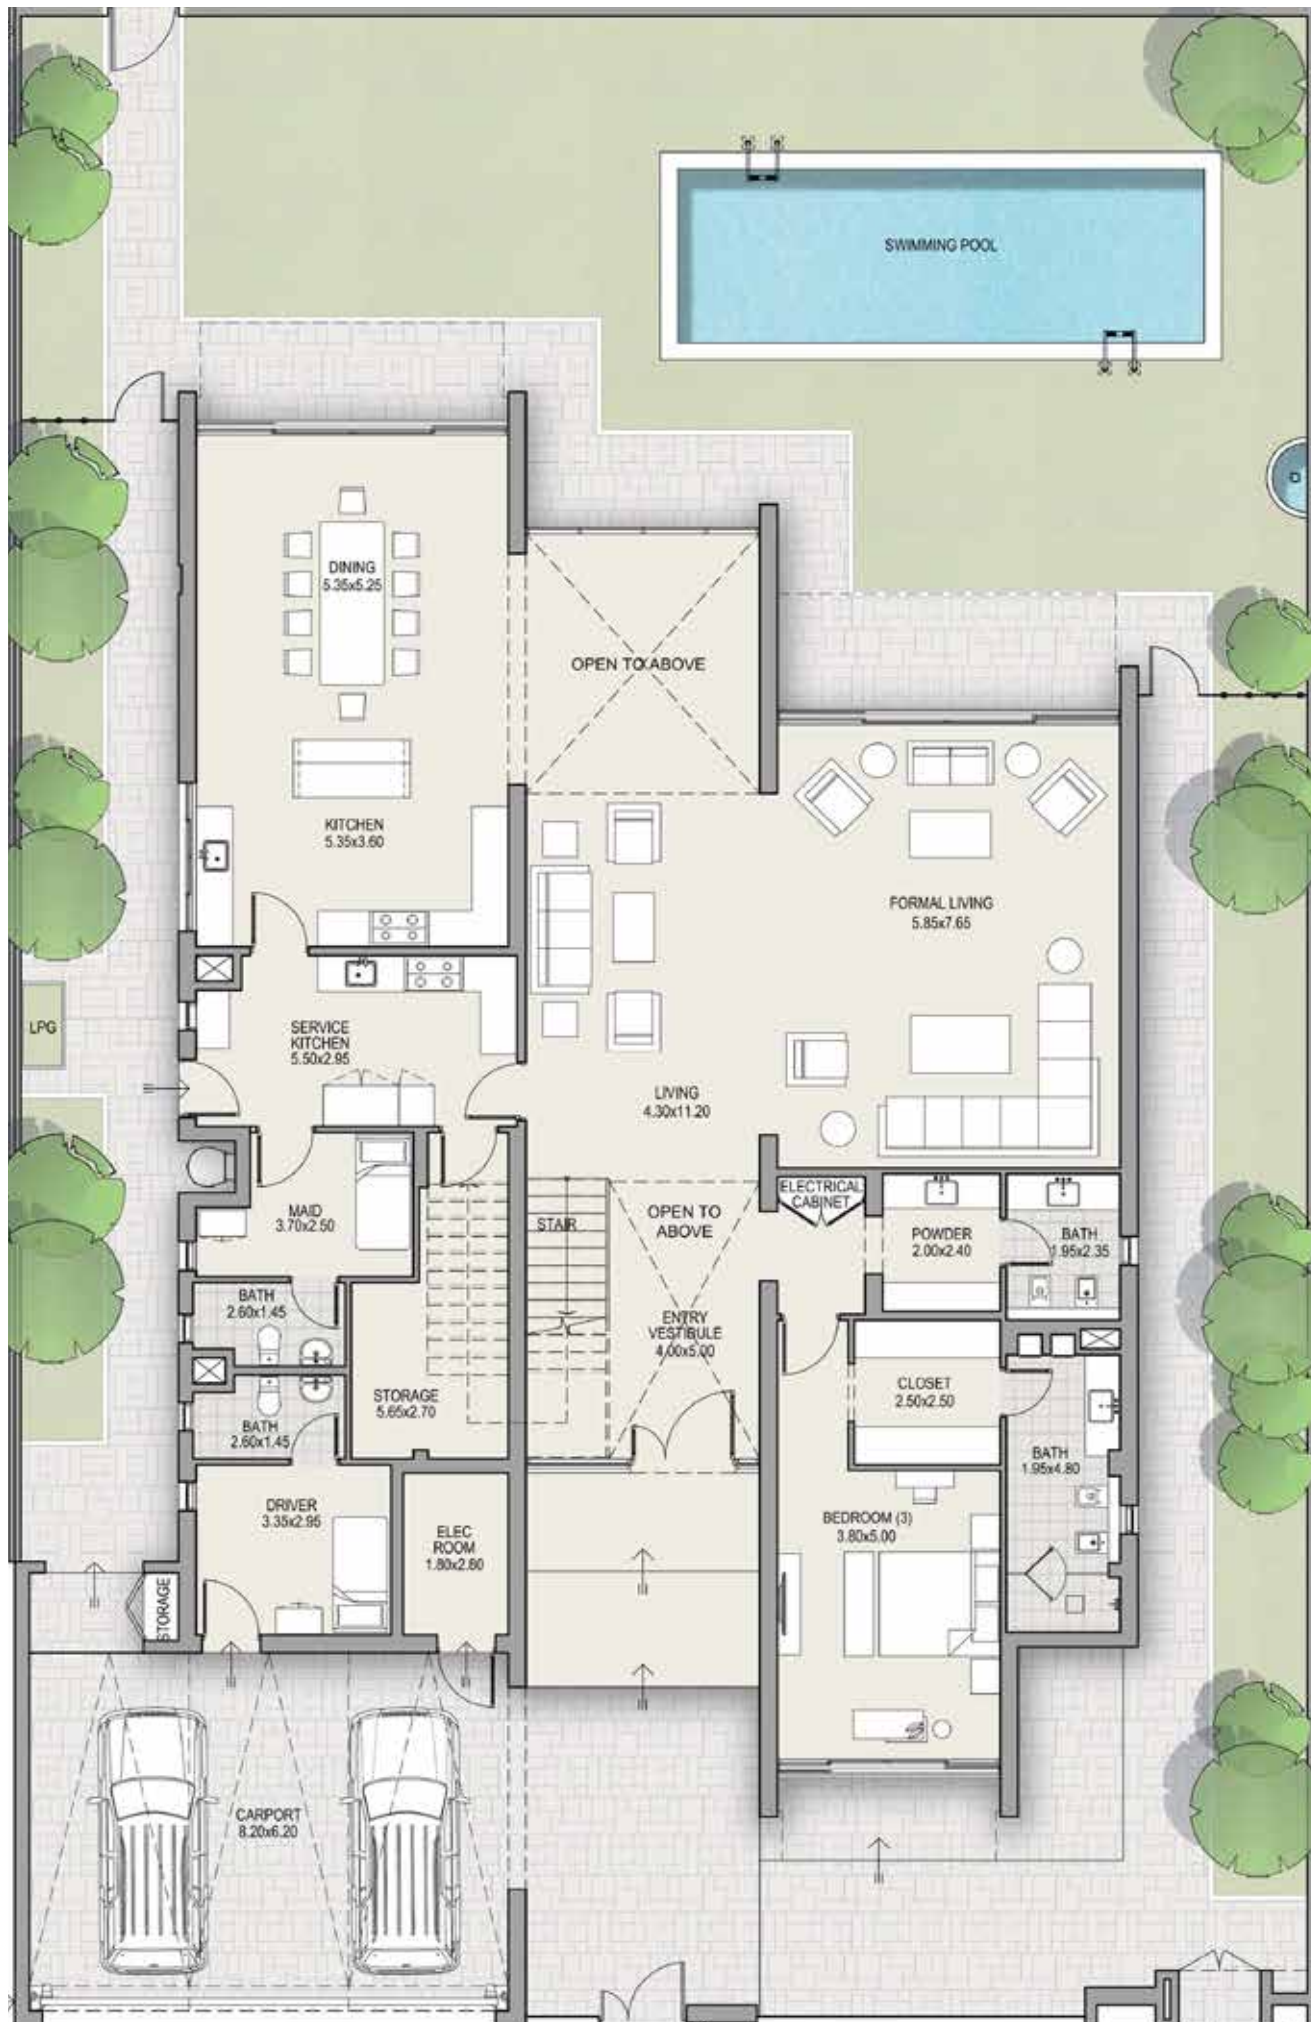 SWIMMING POOL
DINING
5.35x5.25
OPEN TO ABOVE
KITCHEN
5.35x3.60
FORMAL LIVING
5.85x7.65
LPG
SERVICE
KITCHEN
5.50x2.95
LIVING
4.30x11.20
MAID
3.70x2.50
STAIR
OPEN TO
ABOVE
ELECTRICAL
CABINET
POWDER
2.00x2.40
BATH
1.95x2.35
BATH
2.60x1.45
ENTRY
VESTIBULE
4.00x5.00
STORAGE
5.65x2.70
CLOSET
2.50x2.50
BATH
2.60x1.45
BATH
1.95x4.80
DRIVER
3.35x2.95
ELEC
ROOM
1.80x2.80
BEDROOM (3)
3.80x5.00
STORAGE
CARPORT
8.20x6.20